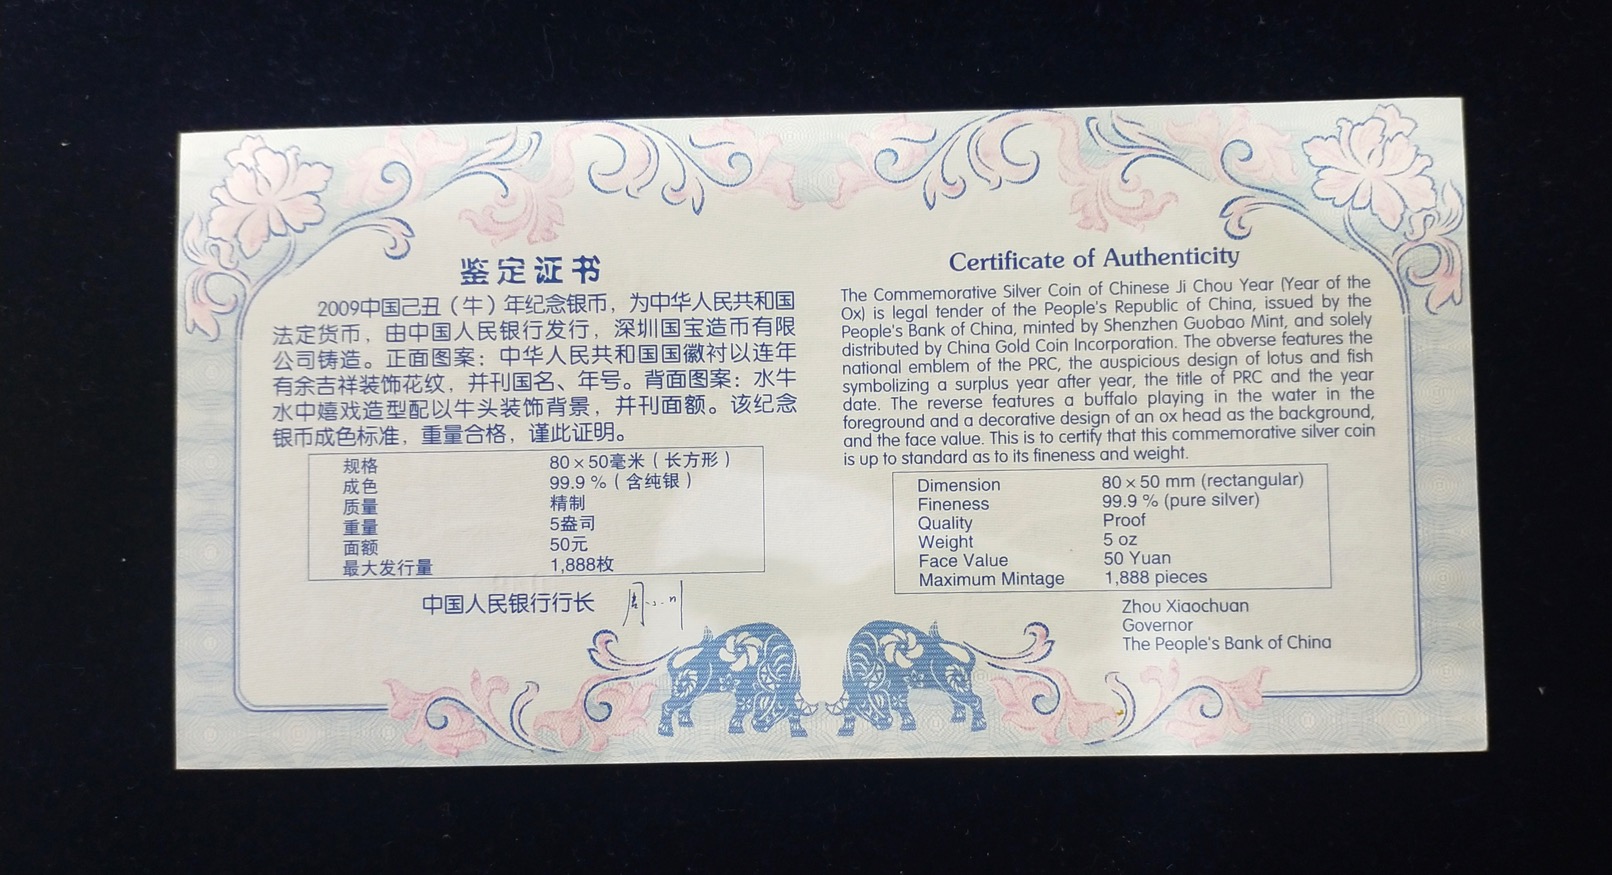 鉴定证书
2009中国己丑（牛）年纪念银币，为中华人民共和国
法定货币，由中国人民银行发行，深圳国宝造币有限
公司铸造。正面图案：中华人民共和国国徽衬以连年
有余吉祥装饰花纹，并刊国名、年号。背面图案：水牛
水中嬉戏造型配以牛头装饰背景，并刊面额。该纪念
银币成色标准，重量合格，谨此证明。
规格 80×50毫米（长方形）
成色 99.9％（含纯银）
质量 精制
重量 5盎司
面额 50元
最大发行量 1,888枚
中国人民银行行长 周小川
Certificate of Authenticity
The Commemorative Silver Coin of Chinese Ji Chou Year (Year of the
Ox) is legal tender of the People's Republic of China, issued by the
People's Bank of China, minted by Shenzhen Guobao Mint, and solely
distributed by China Gold Coin Incorporation. The obverse features the
national emblem of the PRC, the auspicious design of lotus and fish
symbolizing a surplus year after year, the title of PRC and the year
date. The reverse features a buffalo playing in the water in the
foreground and a decorative design of an ox head as the background,
and the face value. This is to certify that this commemorative silver coin
is up to standard as to its fineness and weight.
Dimension 80×50 mm (rectangular)
Fineness 99.9 % (pure silver)
Quality Proof
Weight 5 oz
Face Value 50 Yuan
Maximum Mintage 1,888 pieces
Zhou Xiaochuan
Governor
The People's Bank of China